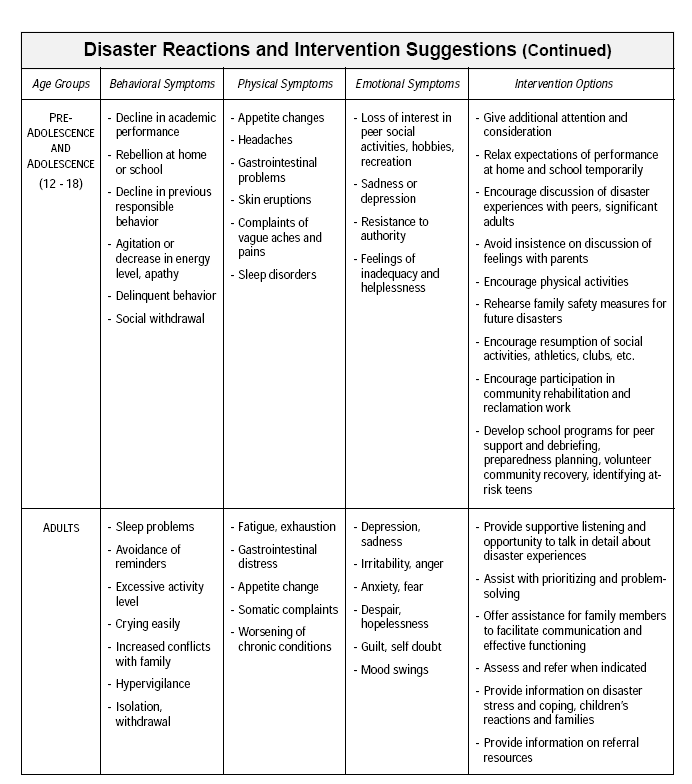 Disaster Reactions and Intervention Suggestions (Continued)
Age Groups
Behavioral Symptoms
Physical Symptoms
Emotional Symptoms
Intervention Options
PRE-
ADOLESCENCE
AND
ADOLESCENCE
(12 - 18)
- Decline in academic
performance
- Rebellion at home
or school
- Decline in previous
responsible
behavior
- Agitation or
decrease in energy
level, apathy
- Delinquent behavior
- Social withdrawal
- Appetite changes
- Headaches
- Gastrointestinal
problems
- Skin eruptions
- Complaints of
vague aches and
pains
- Sleep disorders
- Loss of interest in
peer social
activities, hobbies,
recreation
- Sadness or
depression
- Resistance to
authority
- Feelings of
inadequacy and
helplessness
- Give additional attention and
consideration
- Relax expectations of performance
at home and school temporarily
- Encourage discussion of disaster
experiences with peers, significant
adults
- Avoid insistence on discussion of
feelings with parents
- Encourage physical activities
- Rehearse family safety measures for
future disasters
- Encourage resumption of social
activities, athletics, clubs, etc.
- Encourage participation in
community rehabilitation and
reclamation work
- Develop school programs for peer
support and debriefing,
preparedness planning, volunteer
community recovery, identifying at-
risk teens
ADULTS
- Sleep problems
- Avoidance of
reminders
- Excessive activity
level
- Crying easily
- Increased conflicts
with family
- Hypervigilance
- Isolation,
withdrawal
- Fatigue, exhaustion
- Gastrointestinal
distress
- Appetite change
- Somatic complaints
- Worsening of
chronic conditions
- Depression,
sadness
- Irritability, anger
- Anxiety, fear
- Despair,
hopelessness
- Guilt, self doubt
- Mood swings
- Provide supportive listening and
opportunity to talk in detail about
disaster experiences
- Assist with prioritizing and problem-
solving
- Offer assistance for family members
to facilitate communication and
effective functioning
- Assess and refer when indicated
- Provide information on disaster
stress and coping, children's
reactions and families
- Provide information on referral
resources